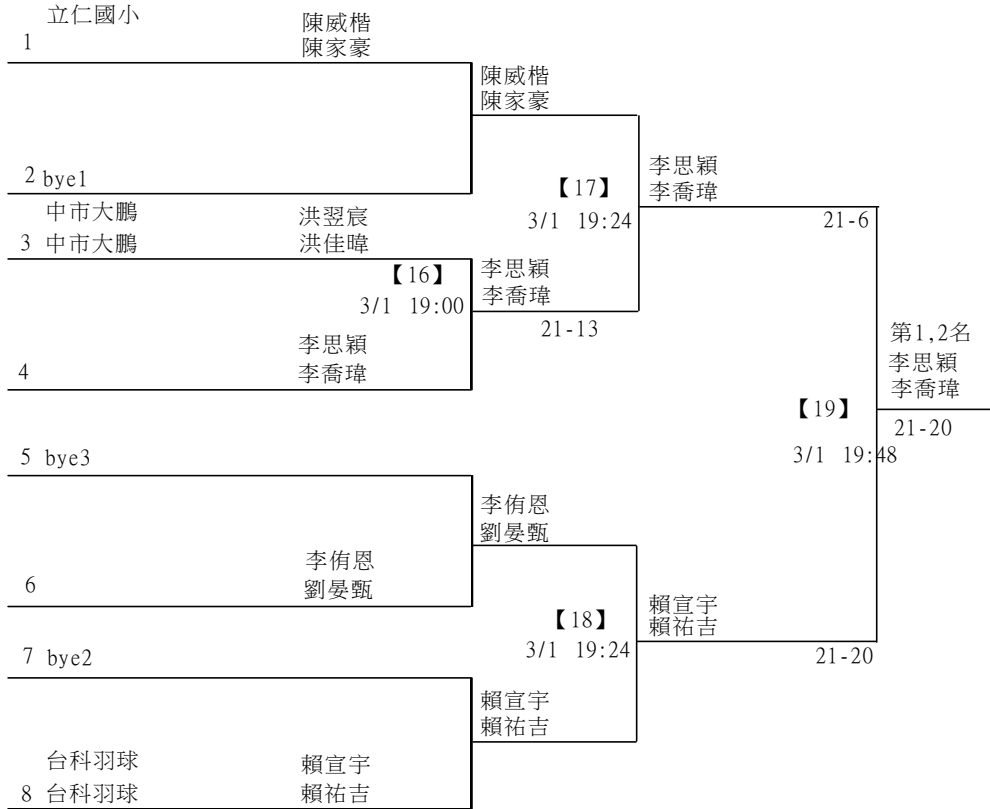 立仁國小
陳威楷
1
陳家豪
陳威楷
陳家豪
2 bye1
【17】
3/1 19:24
李思穎
李喬瑋
21-6
中市大鵬
洪翌宸
3 中市大鵬
洪佳暐
【16】
3/1 19:00
李思穎
李喬瑋
21-13
李思穎
4
李喬瑋
第1,2名
李思穎
李喬瑋
【19】
21-20
3/1 19:48
5 bye3
李侑恩
劉晏甄
李侑恩
6
劉晏甄
【18】
3/1 19:24
賴宣宇
賴祐吉
21-20
7 bye2
賴宣宇
賴祐吉
台科羽球
賴宣宇
8 台科羽球
賴祐吉